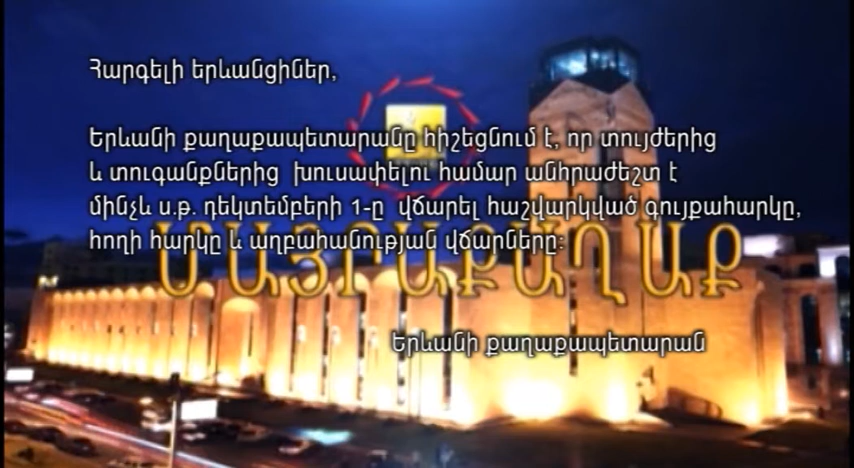 Հարգելի երևանցիներ,
Երևանի քաղաքապետարանը հիշեցնում է, որ տույժերից
և տուգանքներից խուսափելու համար անհրաժեշտ է
մինչև ս.թ. դեկտեմբերի 1-ը վճարել հաշվարկված գույքահարկը,
հողի հարկը և աղբահանության վճարները:
ՄԱՅՐԱՔԱՂԱՔ
Երևանի քաղաքապետարան